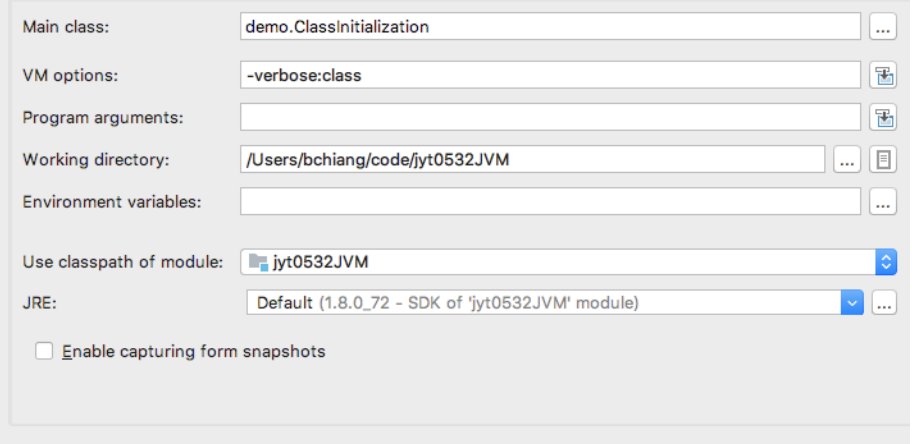 Main class: demo.ClassInitialization ...
VM options: -verbose:class
Program arguments:
Working directory: /Users/bchiang/code/jyt0532JVM ...
Environment variables: ...
Use classpath of module: jyt0532JVM
JRE: Default (1.8.0_72 - SDK of 'jyt0532JVM' module) ...
Enable capturing form snapshots